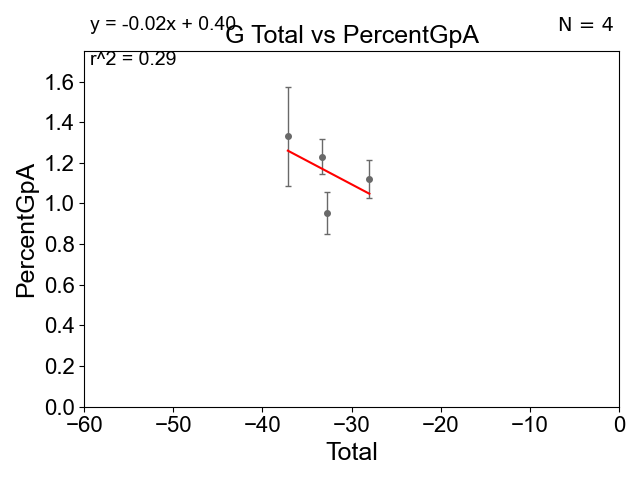 y = -0.02x + 0.40
G Total vs PercentGpA
N = 4
r^2 = 0.29
PercentGpA
1.6
1.4
1.2
1.0
0.8
0.6
0.4
0.2
0.0
−60 −50 −40 −30 −20 −10 0
Total